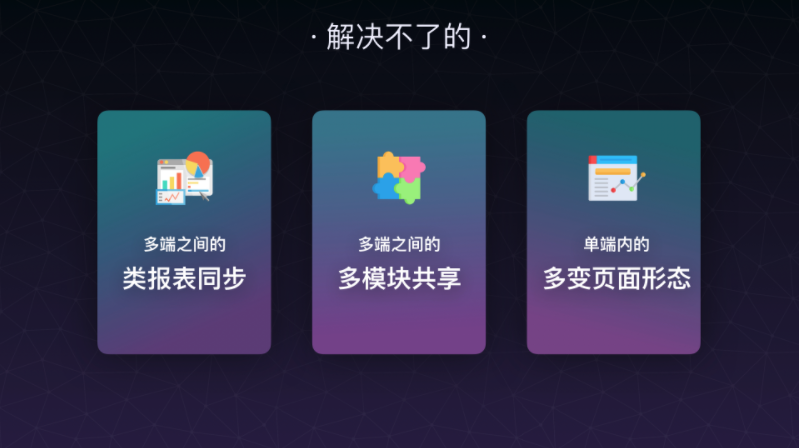 · 解决不了的 ·
多端之间的
类报表同步
多端之间的
多模块共享
单端内的
多变页面形态